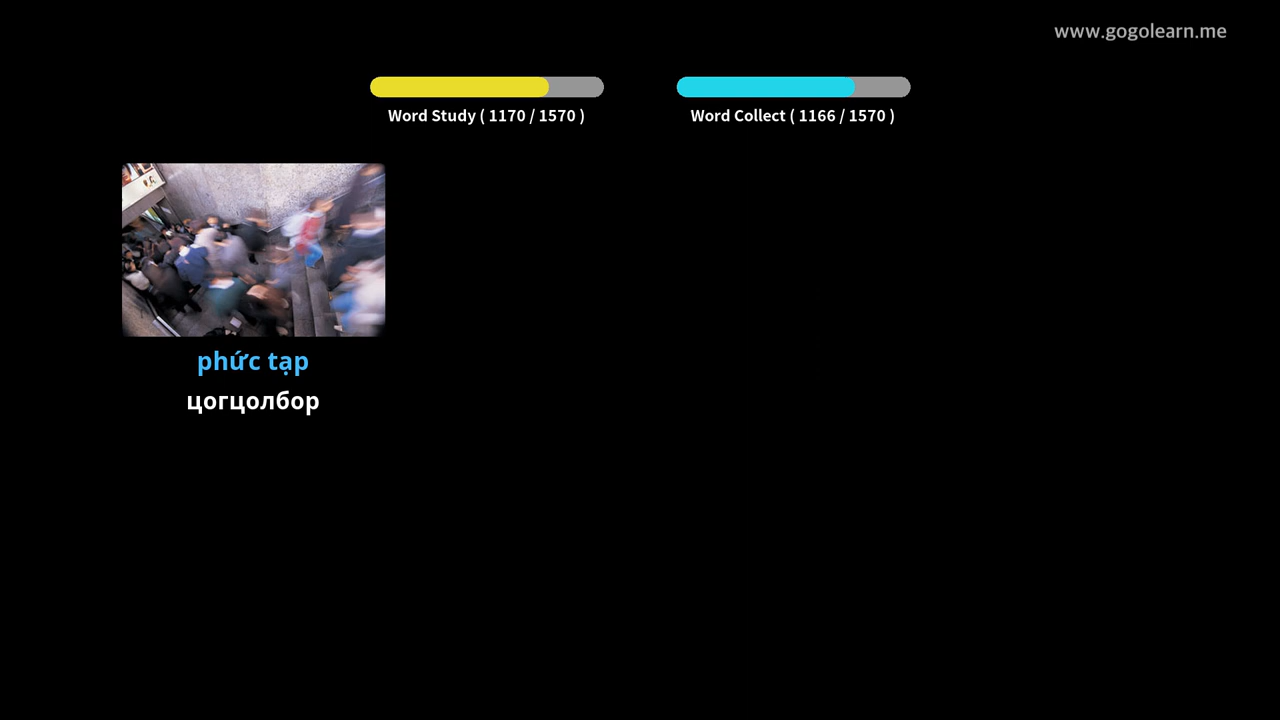 www.gogolearn.me
Word Study ( 1170 / 1570 )
Word Collect ( 1166 / 1570 )
phức tạp
цогцолбор